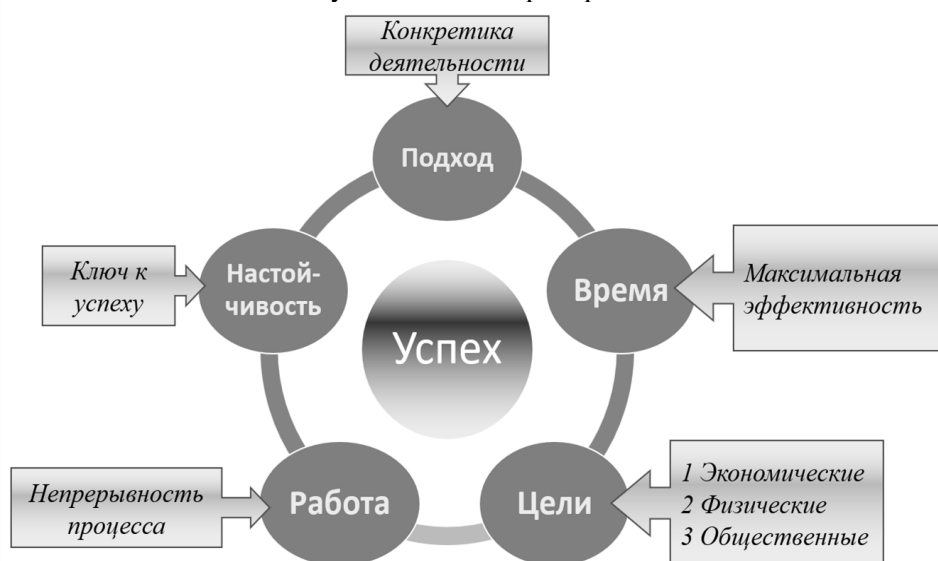 Конкретика
деятельности
Подход
Ключ к
успеху
Настой-
чивость
Время
Максимальная
эффективность
Успех
Непрерывность
процесса
Работа
Цели
1 Экономические
2 Физические
3 Общественные